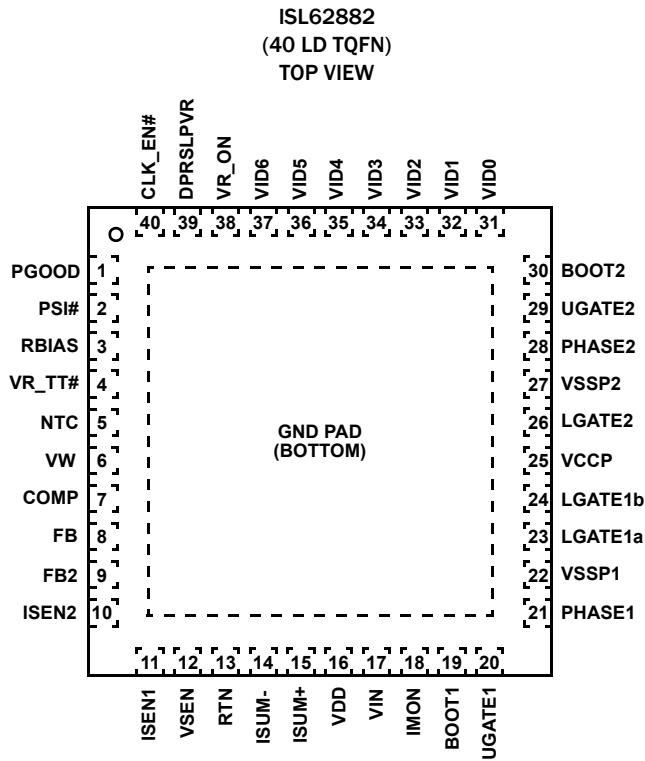 ISL62882
(40 LD TQFN)
TOP VIEW
CLK_EN#
DPRSLPVR
VR_ON
VID6
VID5
VID4
VID3
VID2
VID1
VID0
40 39 38 37 36 35 34 33 32 31
PGOOD 1
PSI# 2
RBIAS 3
VR_TT# 4
NTC 5
VW 6
COMP 7
FB 8
FB2 9
ISEN2 10
GND PAD
(BOTTOM)
30 BOOT2
29 UGATE2
28 PHASE2
27 VSSP2
26 LGATE2
25 VCCP
24 LGATE1b
23 LGATE1a
22 VSSP1
21 PHASE1
11 12 13 14 15 16 17 18 19 20
ISEN1
VSEN
RTN
ISUM-
ISUM+
VDD
VIN
IMON
BOOT1
UGATE1